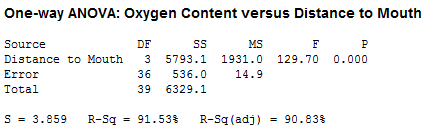 One-way ANOVA: Oxygen Content versus Distance to Mouth
Source DF SS MS F P
Distance to Mouth 3 5793.1 1931.0 129.70 0.000
Error 36 536.0 14.9
Total 39 6329.1
S = 3.859 R-Sq = 91.53% R-Sq(adj) = 90.83%